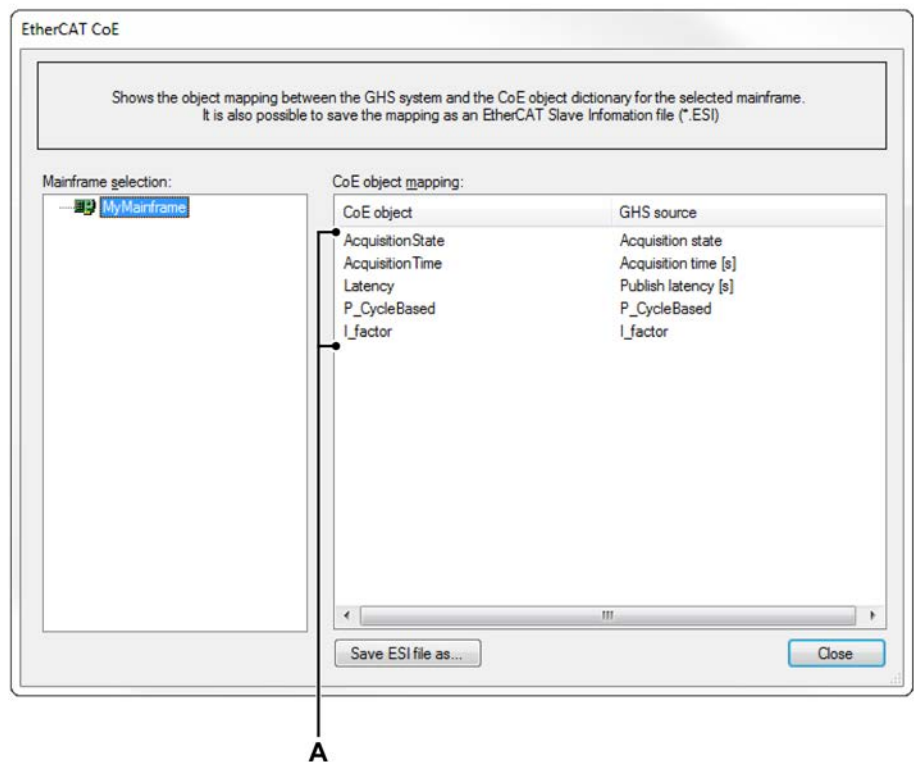 EtherCAT CoE
Shows the object mapping between the GHS system and the CoE object dictionary for the selected mainframe.
It is also possible to save the mapping as an EtherCAT Slave Infomation file (*.ESI)
Mainframe selection:
MyMainframe
CoE object mapping:
CoE object GHS source
AcquisitionState Acquisition state
AcquisitionTime Acquisition time [s]
Latency Publish latency [s]
P_CycleBased P_CycleBased
I_factor I_factor
Save ESI file as... Close
A